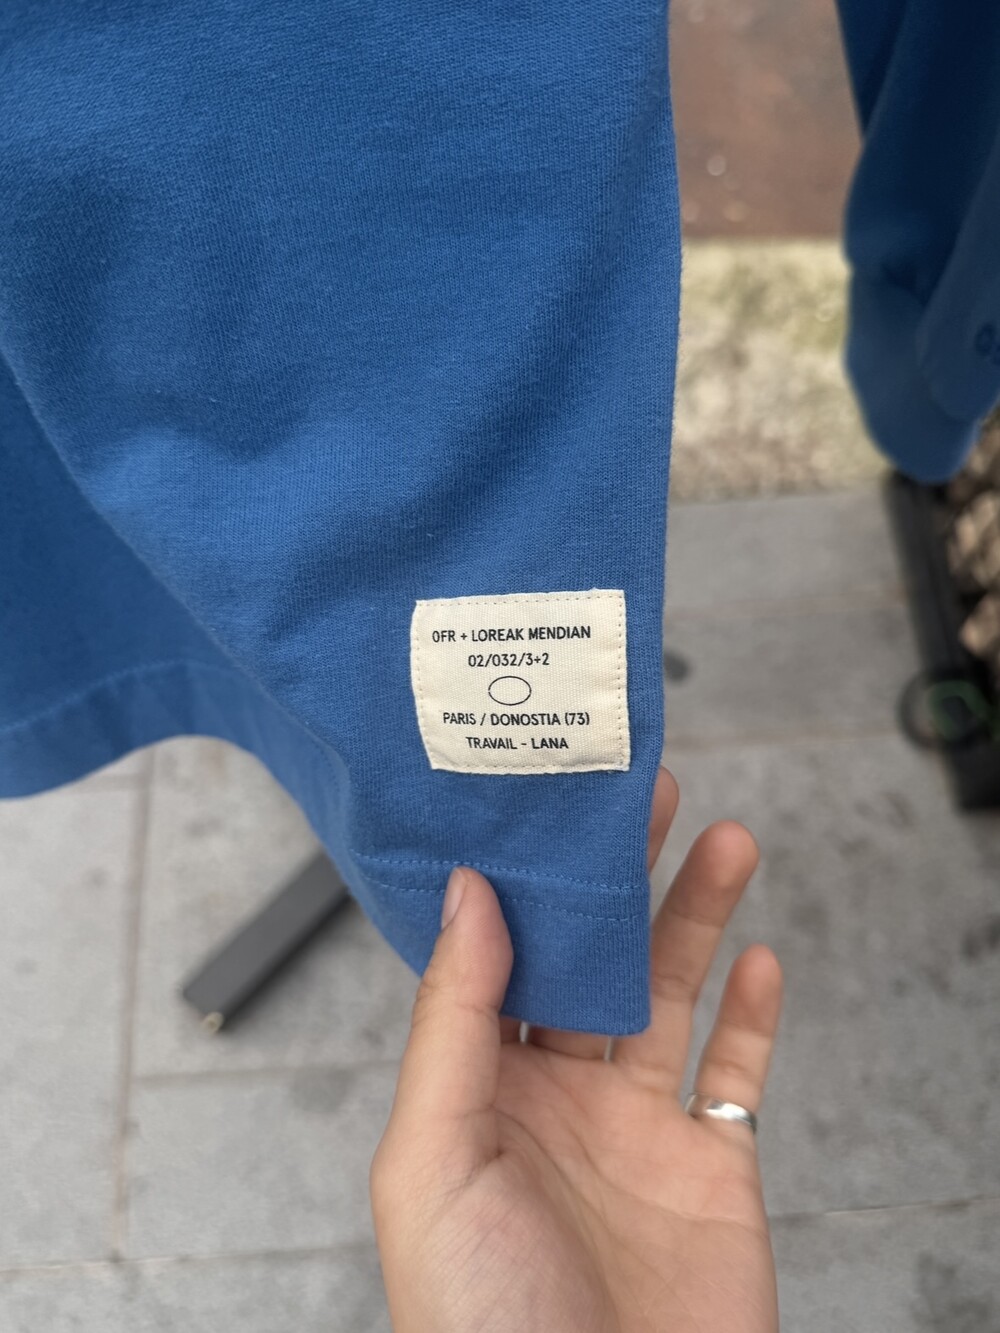 OFR + LOREAK MENDIAN
02/032/3+2
PARIS / DONOSTIA (73)
TRAVAIL - LANA